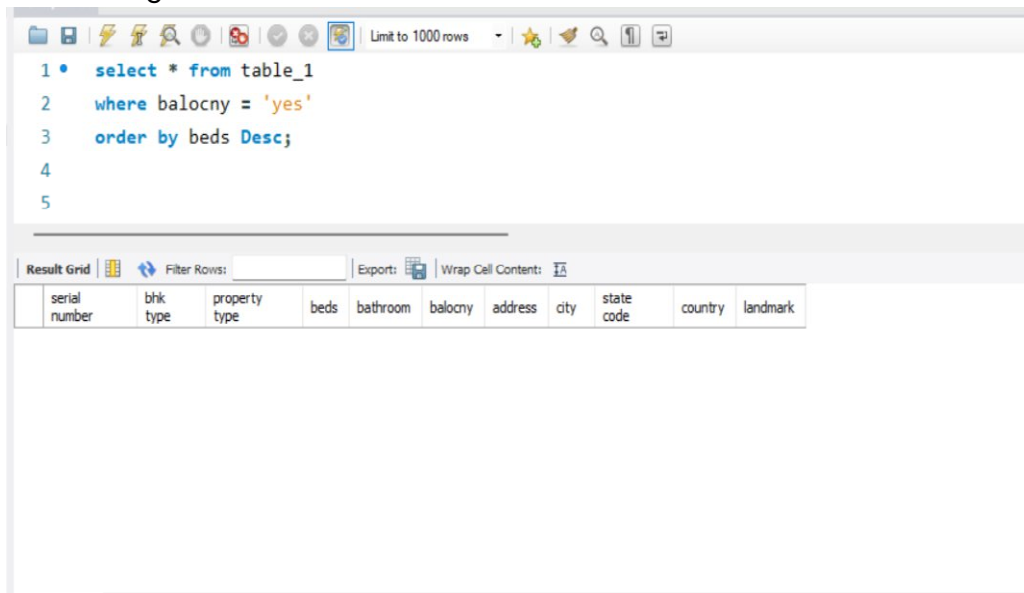 Limit to 1000 rows
1 select * from table_1
2 where balocny = 'yes'
3 order by beds Desc;
4
5
Result Grid Filter Rows: Export: Wrap Cell Content: IA
serial number bhk type property type beds bathroom balocny address city state code country landmark